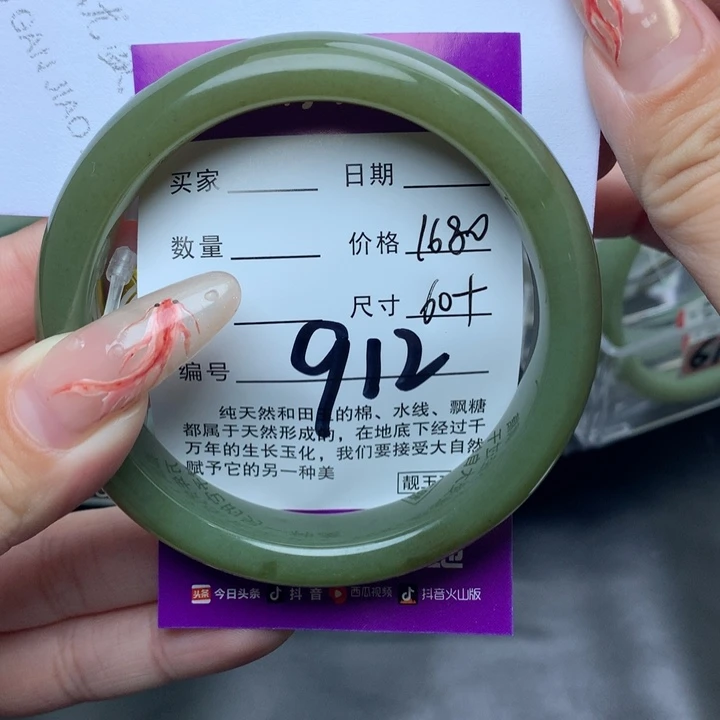 GAN JIAO
买家 日期
数量 价格 1680
尺寸 60+
编号 912
纯天然和田 的棉、水线、飘糖
都属于天然形成的，在地底下经过千
万年的生长玉化，我们要接受大自然
赋予它的另一种美
靓玉
头条 今日头条 抖音 西瓜视频 抖音火山版